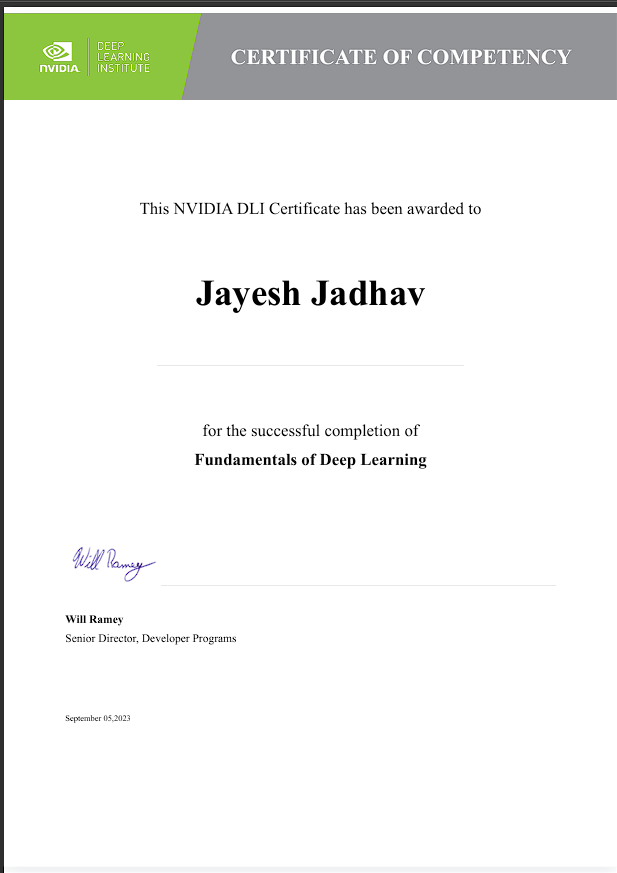 NVIDIA
DEEP
LEARNING
INSTITUTE
CERTIFICATE OF COMPETENCY
This NVIDIA DLI Certificate has been awarded to
Jayesh Jadhav
for the successful completion of
Fundamentals of Deep Learning
Will Ramey
Will Ramey
Senior Director, Developer Programs
September 05,2023